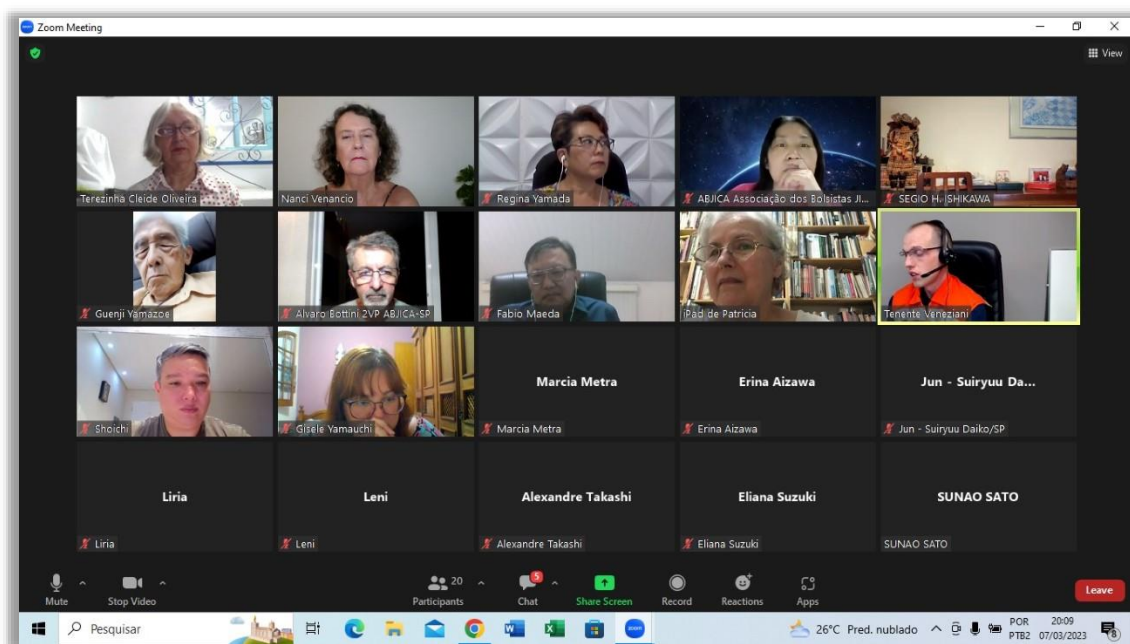 Zoom Meeting
View
Terezinha Cleide Oliveira
Nanci Venancio
Regina Yamada
ABJICA Associação dos Bolsistas JI...
SEGIO H. ISHIKAWA
Guenji Yamazoe
Alvaro Bottini 2VP ABJICA-SP
Fabio Maeda
iPad de Patricia
Tenente Veneziani
Shoichi
Gisele Yamauchi
Marcia Metra
Marcia Metra
Erina Aizawa
Erina Aizawa
Jun - Suiryuu Da...
Jun - Suiryuu Daiko/SP
Liria
Liria
Leni
Leni
Alexandre Takashi
Alexandre Takashi
Eliana Suzuki
Eliana Suzuki
SUNAO SATO
SUNAO SATO
Mute
Stop Video
20
Participants
5
Chat
Share Screen
Record
Reactions
Apps
Leave
Pesquisar
zoom
26°C Pred. nublado
POR
PTB2
20:09
07/03/2023
8